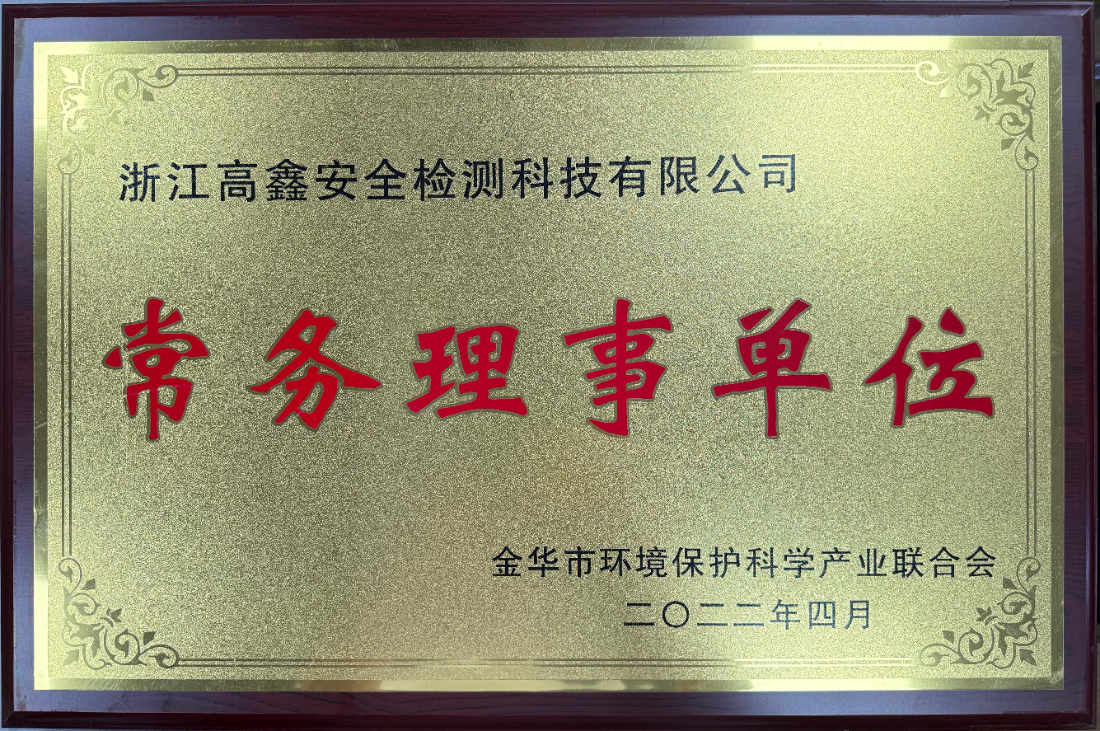 浙江高鑫安全检测科技有限公司
常务理事单位
金华市环境保护科学产业联合会
二〇二二年四月